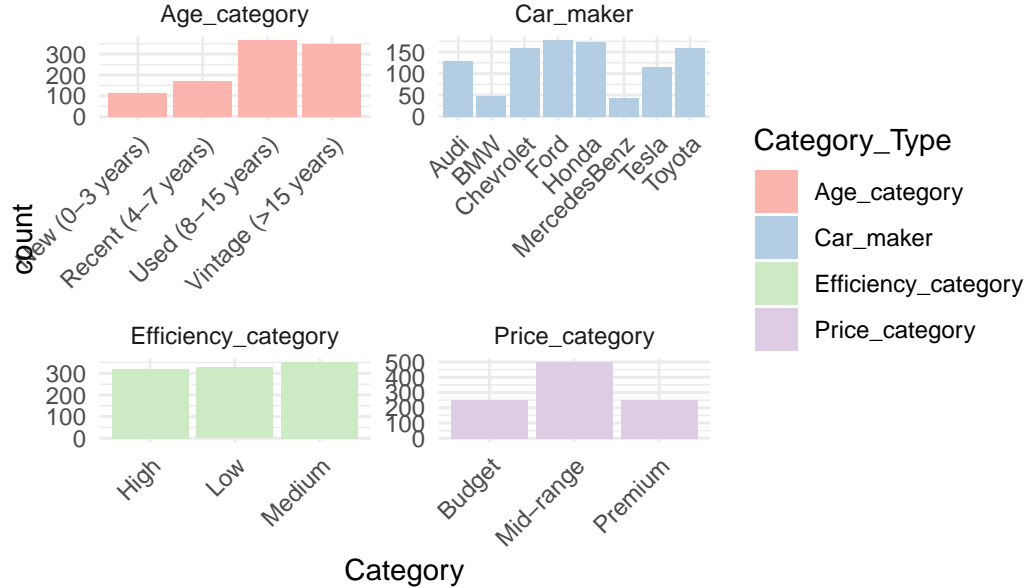 Age_category
300
200
100
0
New (0–3 years)
Recent (4–7 years)
Used (8–15 years)
Vintage (>15 years)
Car_maker
150
100
50
0
Audi
BMW
Chevrolet
Ford
Honda
MercedesBenz
Tesla
Toyota
count
Efficiency_category
300
200
100
0
High
Low
Medium
Price_category
500
400
300
200
100
0
Budget
Mid−range
Premium
Category
Category_Type
Age_category
Car_maker
Efficiency_category
Price_category